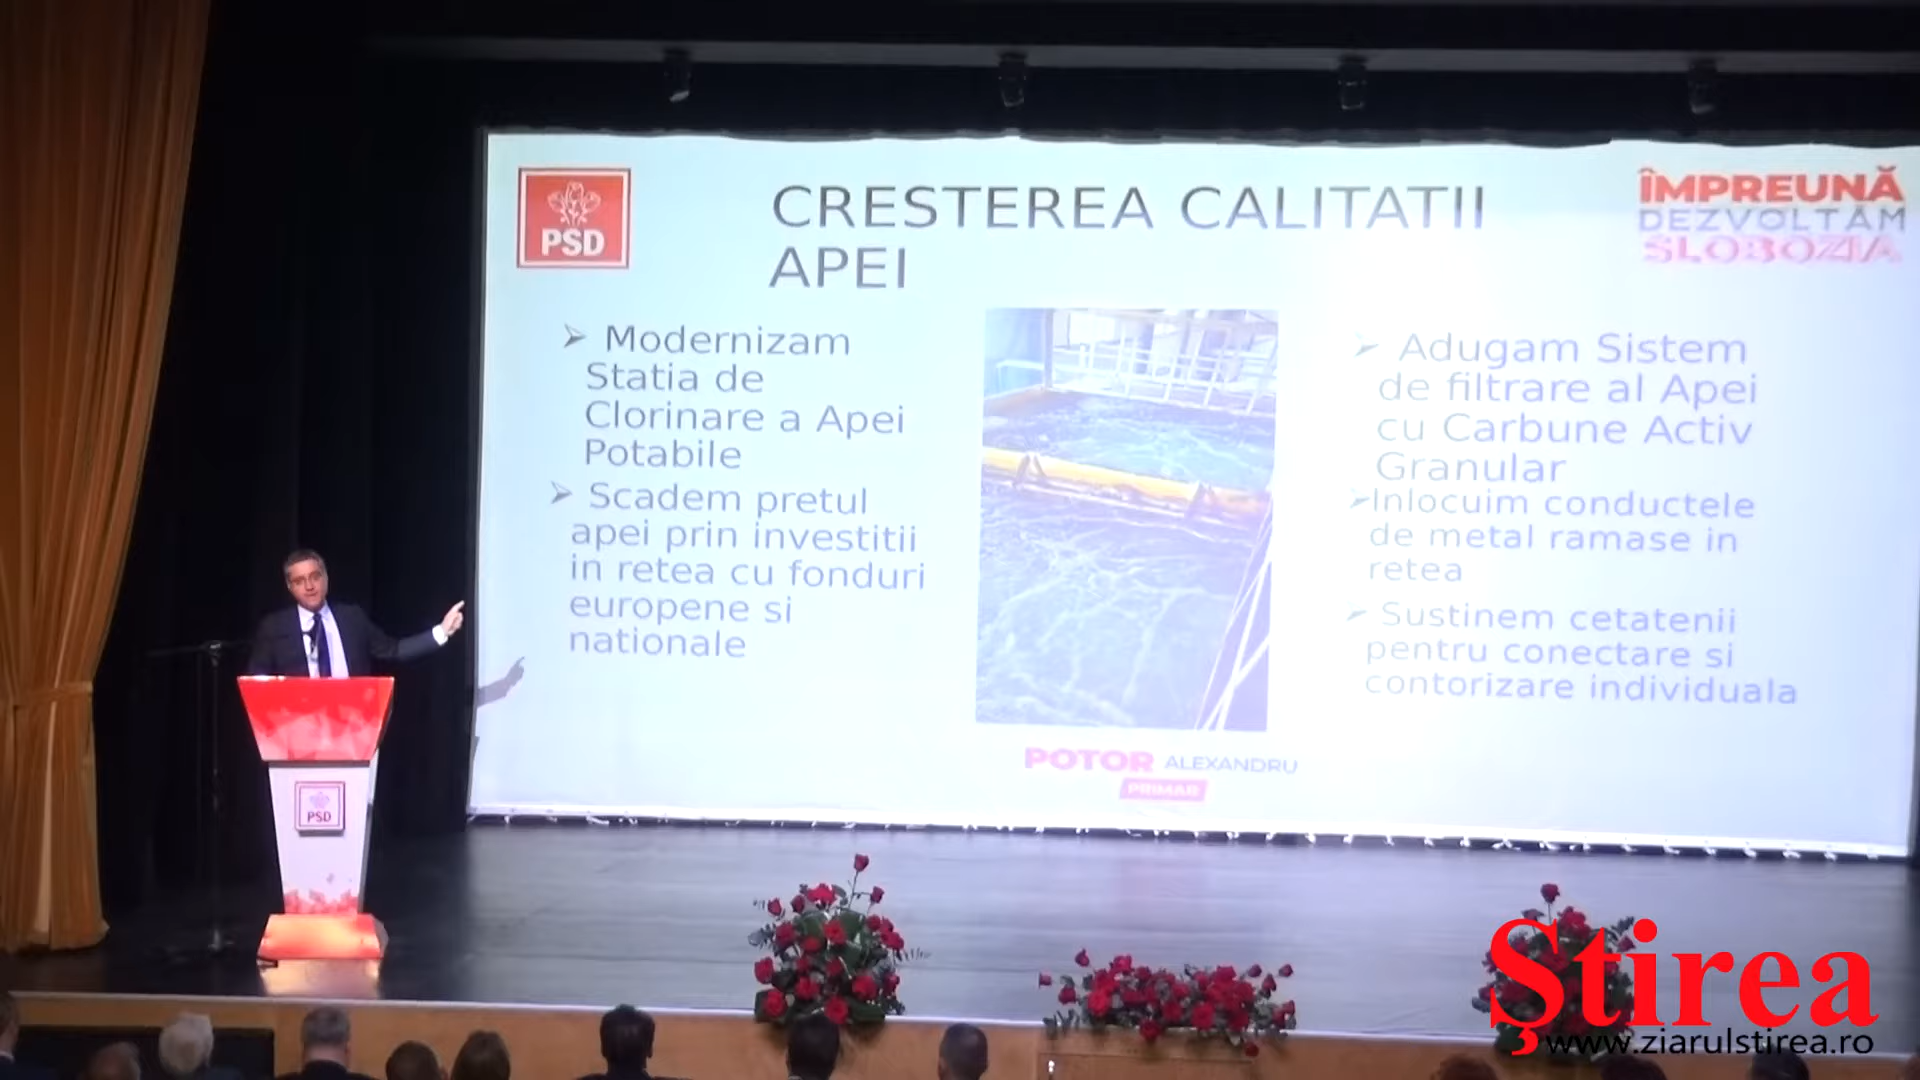 PSD
CRESTEREA CALITATII
APEI
ÎMPREUNĂ
DEZVOLTĂM
SLOBOZIA
➢ Modernizam
Statia de
Clorinare a Apei
Potabile
➢ Scadem pretul
apei prin investitii
in retea cu fonduri
europene si
nationale
➢ Adugam Sistem
de filtrare al Apei
cu Carbune Activ
Granular
➢Inlocuim conductele
de metal ramase in
retea
➢ Sustinem cetatenii
pentru conectare si
contorizare individuala
POTOR ALEXANDRU
PRIMAR
PSD
Ştirea
www.ziarulstirea.ro